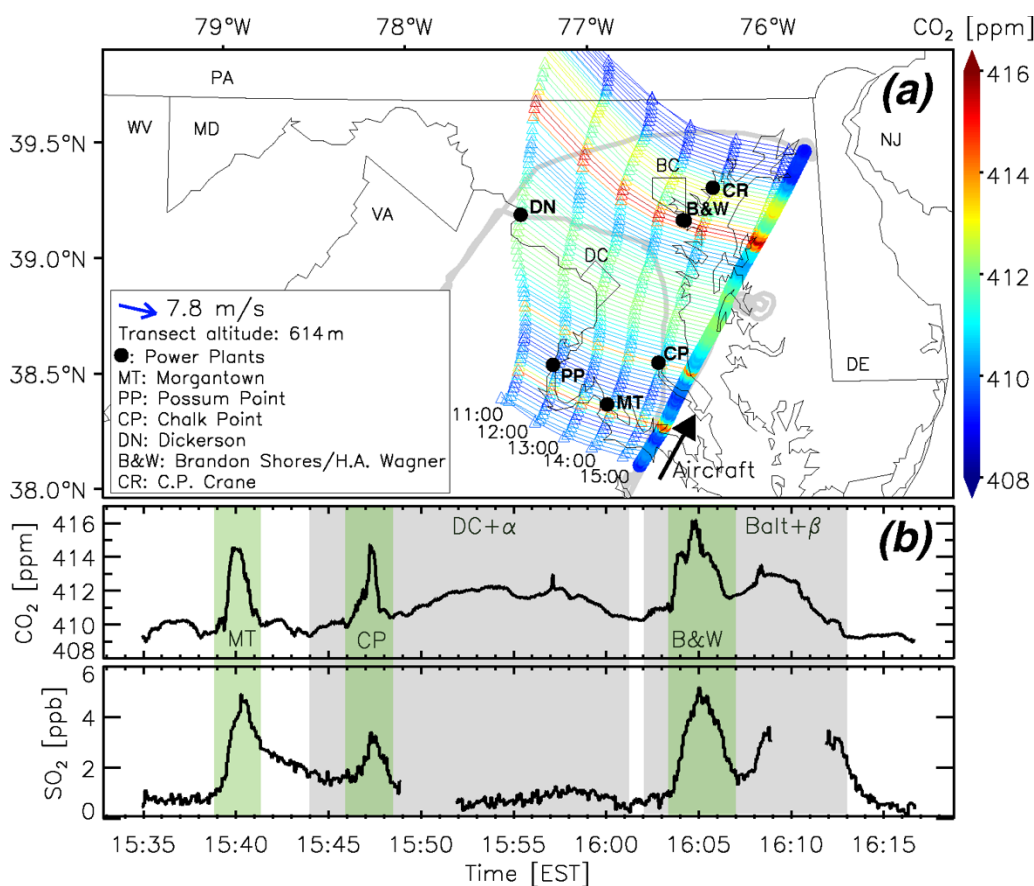 79°W 78°W 77°W 76°W CO₂ [ppm]
(a)
416
414
412
410
408
39.5°N
39.0°N
38.5°N
38.0°N
PA
WV
MD
VA
NJ
DE
BC
DC
CR
B&W
DN
CP
PP
MT
11:00
12:00
13:00
14:00
15:00
Aircraft
7.8 m/s
Transect altitude: 614m
●: Power Plants
MT: Morgantown
PP: Possum Point
CP: Chalk Point
DN: Dickerson
B&W: Brandon Shores/H.A. Wagner
CR: C.P. Crane
(b)
CO₂ [ppm]
416
414
412
410
408
DC+α
Balt+β
MT
CP
B&W
SO₂ [ppb]
6
4
2
0
15:35 15:40 15:45 15:50 15:55 16:00 16:05 16:10 16:15
Time [EST]